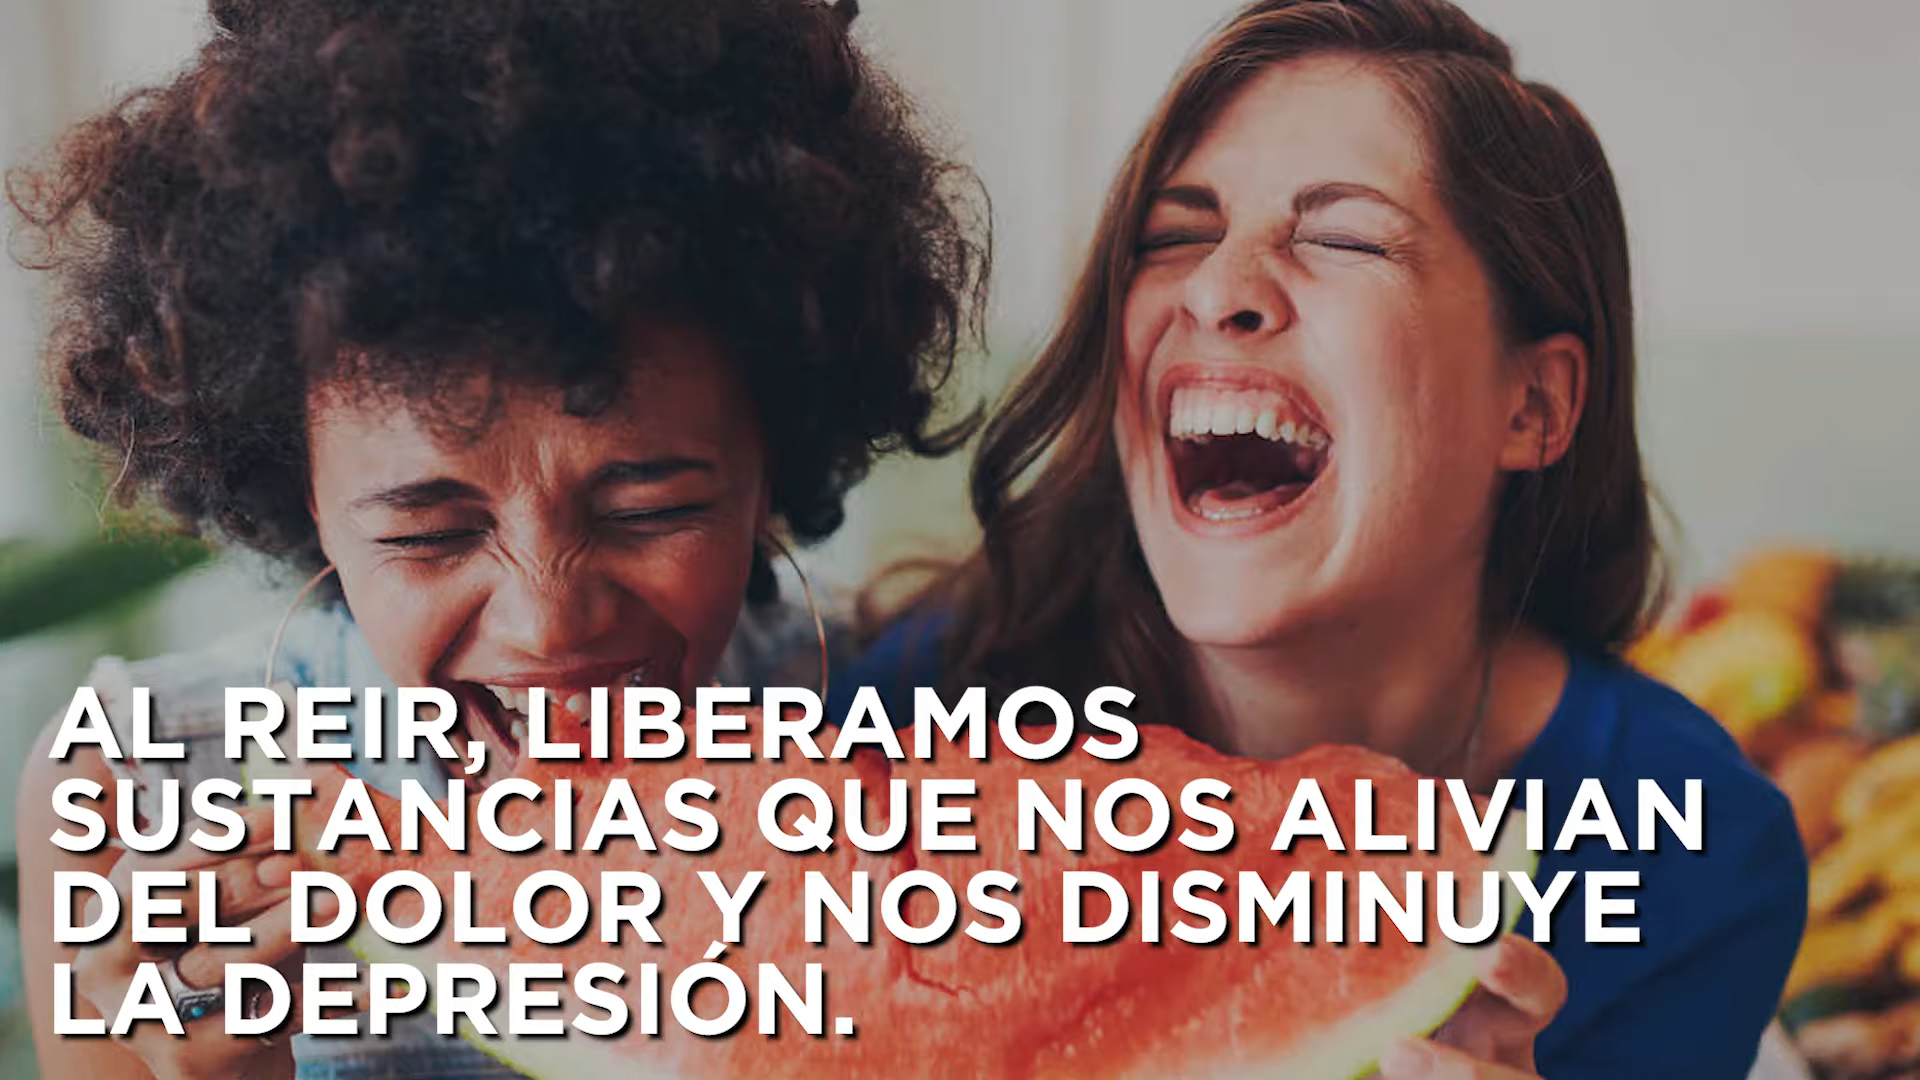 AL REIR, LIBERAMOS
SUSTANCIAS QUE NOS ALIVIAN
DEL DOLOR Y NOS DISMINUYE
LA DEPRESIÓN.